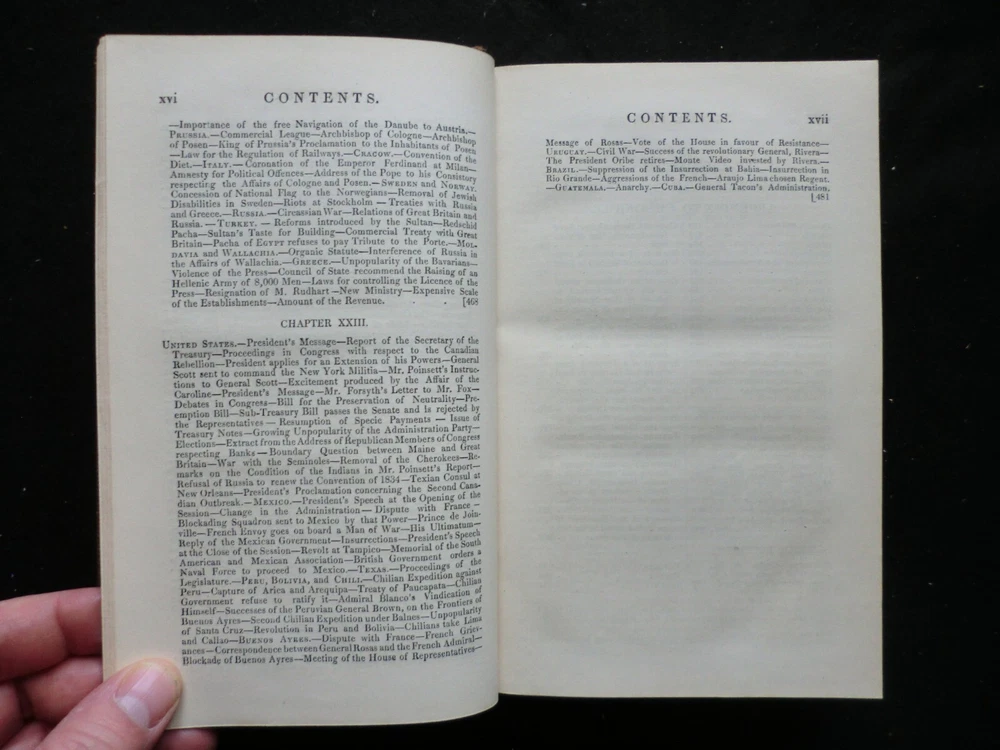 xvi CONTENTS.
—Importance of the free Navigation of the Danube to Austria.—
PRUSSIA.—Commercial League—Archbishop of Cologne—Archbishop
of Posen—King of Prussia's Proclamation to the Inhabitants of Posen
—Law for the Regulation of Railways.—CRACOW.—Convention of the
Diet.—ITALY.—Coronation of the Emperor Ferdinand at Milan—
Amnesty for Political Offences—Address of the Pope to his Consistory
respecting the Affairs of Cologne and Posen.—SWEDEN and NORWAY.
Concession of National Flag to the Norwegians—Removal of Jewish
Disabilities in Sweden—Riots at Stockholm—Treaties with Russia
and Greece.—RUSSIA.—Circassian War—Relations of Great Britain and
Russia.—TURKEY.—Reforms introduced by the Sultan—Redschid
Pacha—Sultan's Taste for Building—Commercial Treaty with Great
Britain—Pacha of EGYPT refuses to pay Tribute to the Porte.—MOL-
DAVIA and WALLACHIA.—Organic Statute—Interference of Russia in
the Affairs of Wallachia.—GREECE.—Unpopularity of the Bavarians—
Violence of the Press—Council of State recommend the Raising of an
Hellenic Army of 8,000 Men—Laws for controlling the Licence of the
Press—Resignation of M. Rudhart—New Ministry—Expensive Scale
of the Establishments—Amount of the Revenue. . . [468
CHAPTER XXIII.
UNITED STATES.—President's Message—Report of the Secretary of the
Treasury—Proceedings in Congress with respect to the Canadian
Rebellion—President applies for an Extension of his Powers—General
Scott sent to command the New York Militia—Mr. Poinsett's Instruc-
tions to General Scott—Excitement produced by the Affair of the
Caroline—President's Message—Mr. Forsyth's Letter to Mr. Fox—
Debates in Congress—Bill for the Preservation of Neutrality—Pre-
emption Bill—Sub-Treasury Bill passes the Senate and is rejected by
the Representatives—Resumption of Specie Payments—Issue of
Treasury Notes—Growing Unpopularity of the Administration Party—
Elections—Extract from the Address of Republican Members of Congress
respecting Banks—Boundary Question between Maine and Great
Britain—War with the Seminoles—Removal of the Cherokees—Re-
marks on the Condition of the Indians in Mr. Poinsett's Report—
Refusal of Russia to renew the Convention of 1834—Texian Consul at
New Orleans—President's Proclamation concerning the Second Cana-
dian Outbreak.—MEXICO.—President's Speech at the Opening of the
Session—Change in the Administration—Dispute with France—
Blockading Squadron sent to Mexico by that Power—Prince de Join-
ville—French Envoy goes on board a Man of War—His Ultimatum—
Reply of the Mexican Government—Insurrections—President's Speech
at the Close of the Session—Revolt at Tampico—Memorial of the South
American and Mexican Association—British Government orders a
Naval Force to proceed to Mexico.—TEXAS.—Proceedings of the
Legislature.—PERU, BOLIVIA, and CHILI.—Chilian Expedition against
Peru—Capture of Arica and Arequipa—Treaty of Paucapata—Chilian
Government refuse to ratify it—Admiral Blanco's Vindication of
Himself—Successes of the Peruvian General Brown, on the Frontiers of
Buenos Ayres—Second Chilian Expedition under Balnes—Unpopularity
of Santa Cruz—Revolution in Peru and Bolivia—Chilians take Lima
and Callao—BUENOS AYRES.—Dispute with France—French Griev-
ances—Correspondence between General Rosas and the French Admiral—
Blockade of Buenos Ayres—Meeting of the House of Representatives—
CONTENTS. xvii
Message of Rosas—Vote of the House in favour of Resistance—
URUGUAY.—Civil War—Success of the revolutionary General, Rivera—
The President Oribe retires—Monte Video invested by Rivera.—
BRAZIL.—Suppression of the Insurrection at Bahia—Insurrection in
Rio Grande—Aggressions of the French—Araujo Lima chosen Regent.
—GUATEMALA.—Anarchy.—CUBA.—General Tacon's Administration.
[481